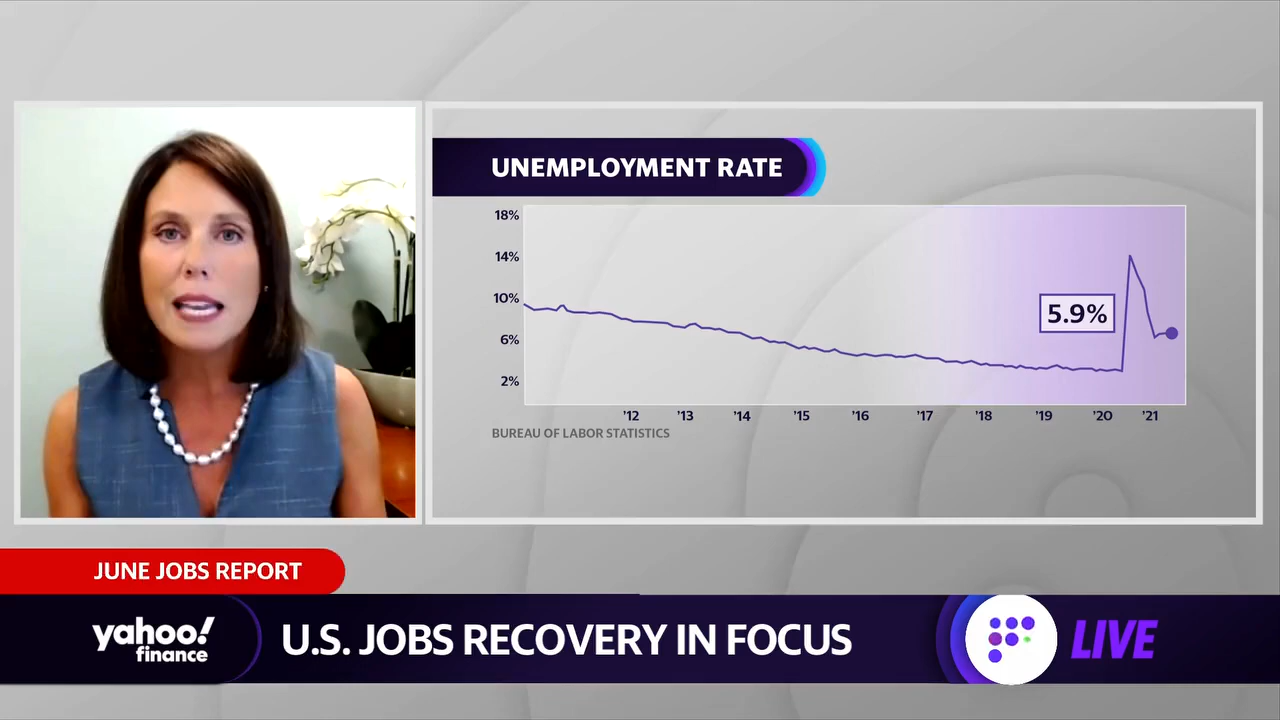 UNEMPLOYMENT RATE
18%
14%
10%
6%
2%
5.9%
'12 '13 '14 '15 '16 '17 '18 '19 '20 '21
BUREAU OF LABOR STATISTICS
JUNE JOBS REPORT
yahoo!
finance
U.S. JOBS RECOVERY IN FOCUS
LIVE